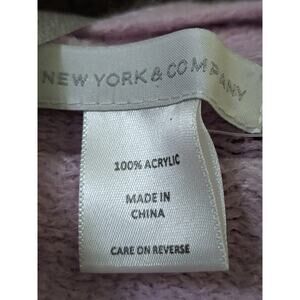 NEW YORK & COMPANY
100% ACRYLIC
MADE IN
CHINA
CARE ON REVERSE